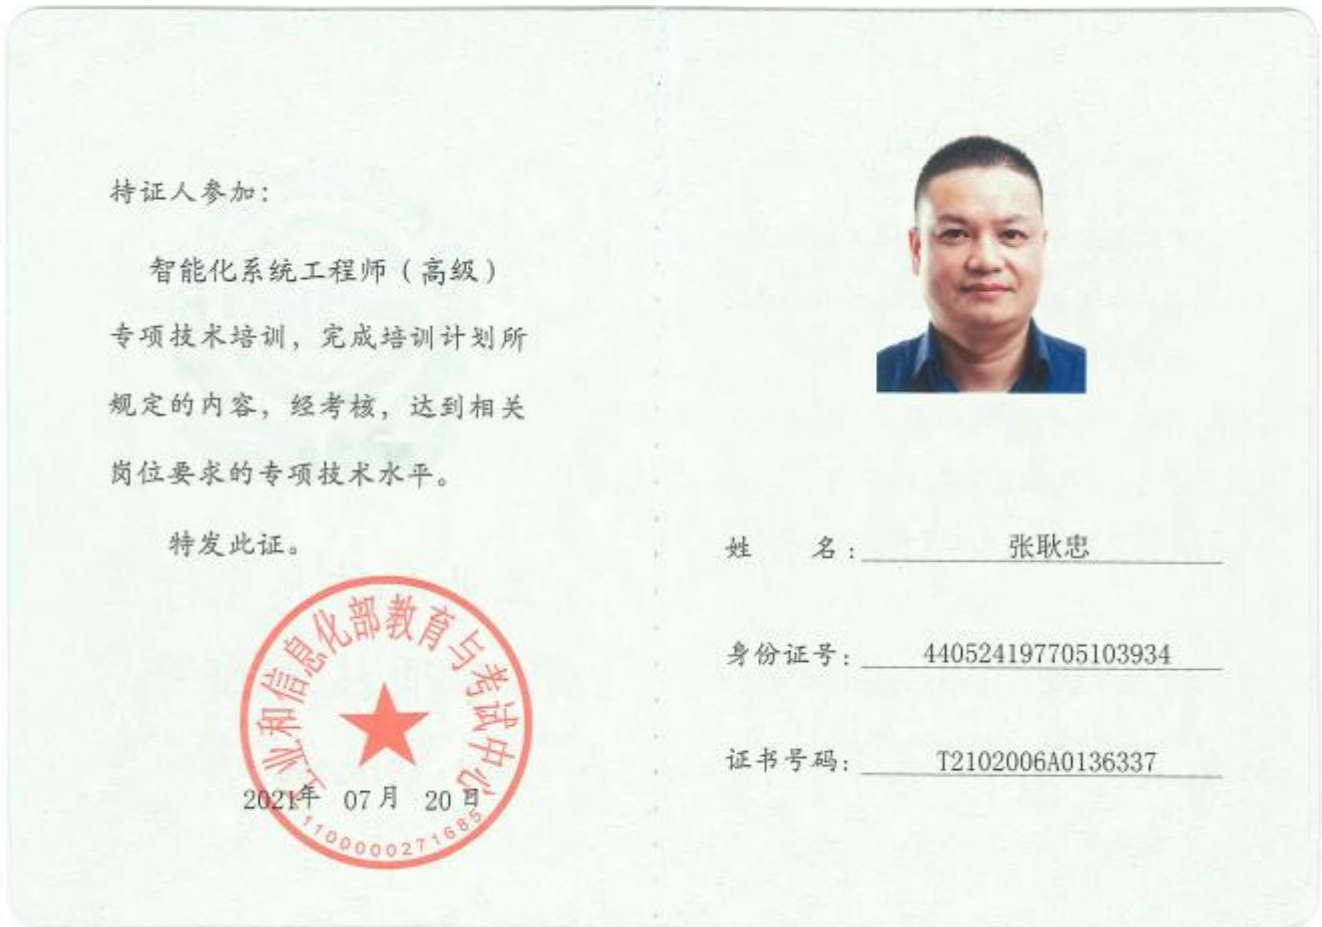 持证人参加：
智能化系统工程师（高级）
专项技术培训，完成培训计划所
规定的内容，经考核，达到相关
岗位要求的专项技术水平。
特发此证。
工业和信息化部教育与考试中心
2021年 07月 20日
1100000271685
姓 名：张耿忠
身份证号：440524197705103934
证书号码：T2102006A0136337